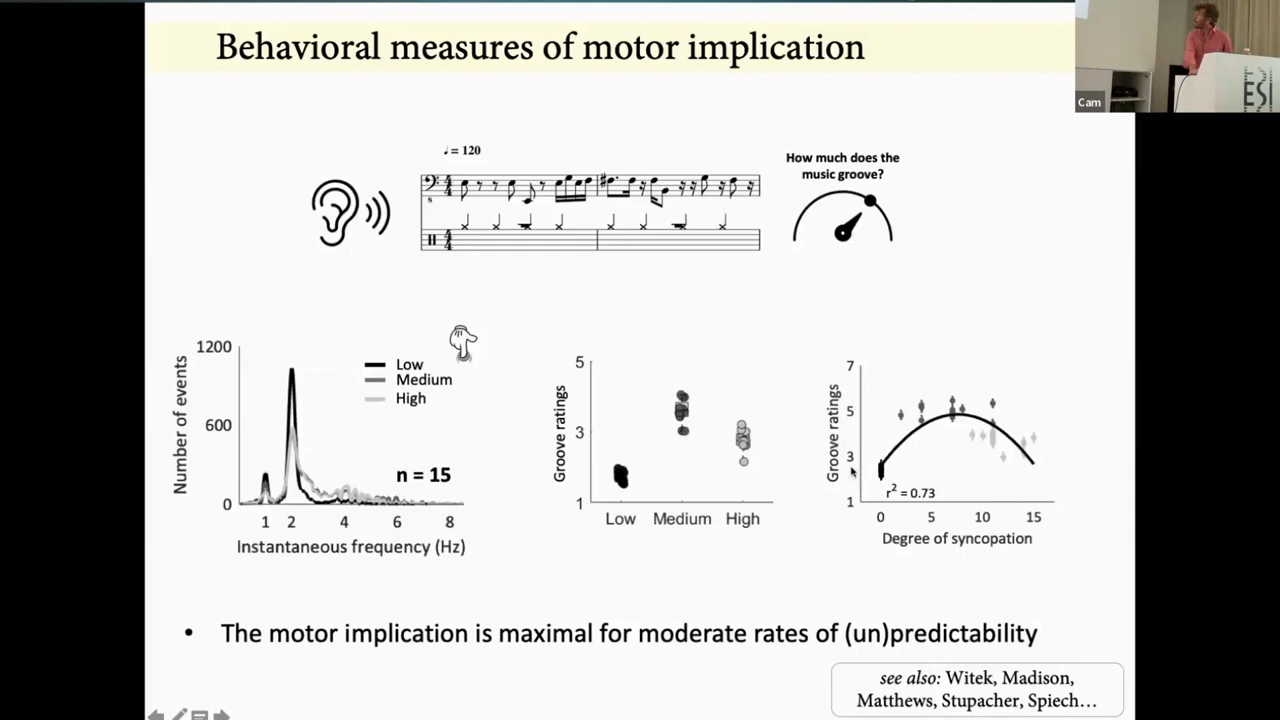 Behavioral measures of motor implication
Cam
ESI
♩ = 120
How much does the
music groove?
1200
600
0
Number of events
Low
Medium
High
n = 15
1 2 4 6 8
Instantaneous frequency (Hz)
5
3
1
Groove ratings
Low Medium High
7
5
3
1
Groove ratings
r² = 0.73
0 5 10 15
Degree of syncopation
• The motor implication is maximal for moderate rates of (un)predictability
see also: Witek, Madison,
Matthews, Stupacher, Spiech…